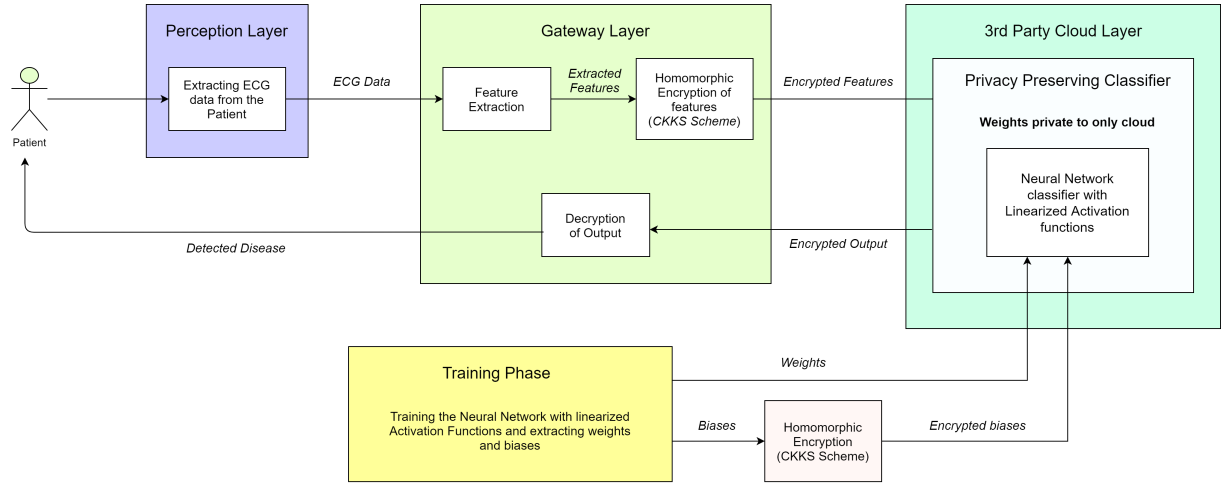 Perception Layer
Gateway Layer
3rd Party Cloud Layer
Extracting ECG
data from the
Patient
ECG Data
Feature
Extraction
Extracted
Features
Homomorphic
Encryption of
features
(CKKS Scheme)
Encrypted Features
Privacy Preserving Classifier
Weights private to only cloud
Patient
Neural Network
classifier with
Linearized Activation
functions
Decryption
of Output
Detected Disease
Encrypted Output
Training Phase
Training the Neural Network with linearized
Activation Functions and extracting weights
and biases
Weights
Biases
Homomorphic
Encryption
(CKKS Scheme)
Encrypted biases